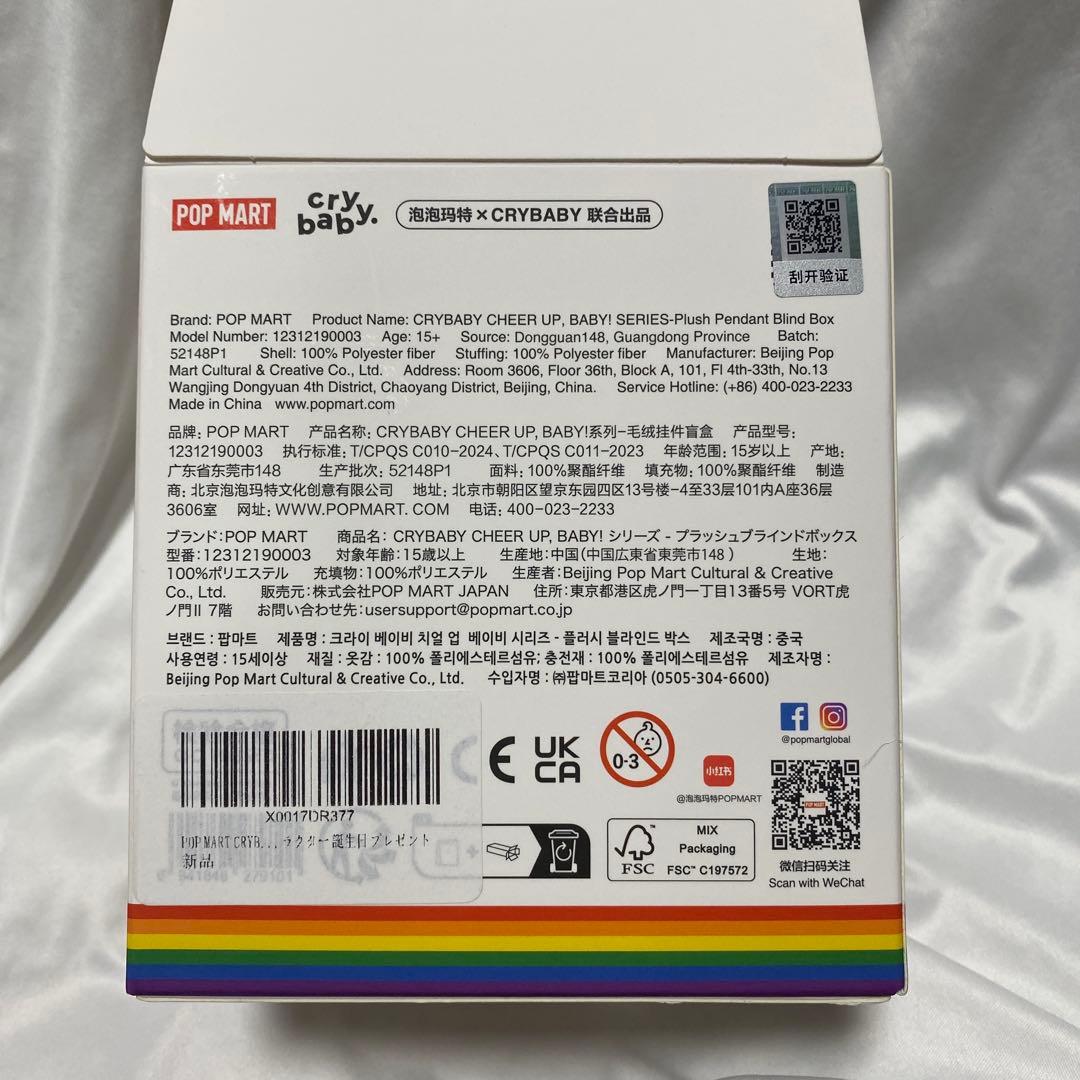 POP MART
cry baby.
泡泡玛特×CRYBABY 联合出品
刮开验证
Brand: POP MART Product Name: CRYBABY CHEER UP, BABY! SERIES-Plush Pendant Blind Box
Model Number: 12312190003 Age: 15+ Source: Dongguan148, Guangdong Province Batch:
52148P1 Shell: 100% Polyester fiber Stuffing: 100% Polyester fiber Manufacturer: Beijing Pop
Mart Cultural & Creative Co., Ltd. Address: Room 3606, Floor 36th, Block A, 101, Fl 4th-33th, No.13
Wangjing Dongyuan 4th District, Chaoyang District, Beijing, China. Service Hotline: (+86) 400-023-2233
Made in China www.popmart.com
品牌: POP MART 产品名称: CRYBABY CHEER UP, BABY!系列-毛绒挂件盲盒 产品型号:
12312190003 执行标准: T/CPQS C010-2024、T/CPQS C011-2023 年龄范围: 15岁以上 产地:
广东省东莞市148 生产批次: 52148P1 面料: 100%聚酯纤维 填充物: 100%聚酯纤维 制造
商: 北京泡泡玛特文化创意有限公司 地址: 北京市朝阳区望京东园四区13号楼-4至33层101内A座36层
3606室 网址: WWW.POPMART. COM 电话: 400-023-2233
ブランド:POP MART 商品名: CRYBABY CHEER UP, BABY! シリーズ - プラッシュブラインドボックス
型番:12312190003 対象年齢:15歳以上 生産地:中国(中国広東省東莞市148 ) 生地:
100%ポリエステル 充填物:100%ポリエステル 生産者:Beijing Pop Mart Cultural & Creative
Co., Ltd. 販売元:株式会社POP MART JAPAN 住所:東京都港区虎ノ門一丁目13番5号 VORT虎
ノ門II 7階 お問い合わせ先:usersupport@popmart.co.jp
브랜드 : 팝마트 제품명 : 크라이 베이비 치얼 업 베이비 시리즈 - 플러시 블라인드 박스 제조국명 : 중국
사용연령 : 15세이상 재질 : 옷감 : 100% 폴리에스테르섬유; 충전재 : 100% 폴리에스테르섬유 제조자명 :
Beijing Pop Mart Cultural & Creative Co., Ltd. 수입자명 : ㈜팝마트코리아 (0505-304-6600)
X0017DR377
POP MART CRYB... ラクター 誕生日プレゼント
新品
CE
UK CA
0-3
小红书
@泡泡玛特POPMART
@popmartglobal
POP MART
微信扫码关注
Scan with WeChat
FSC
MIX
Packaging
FSC™ C197572